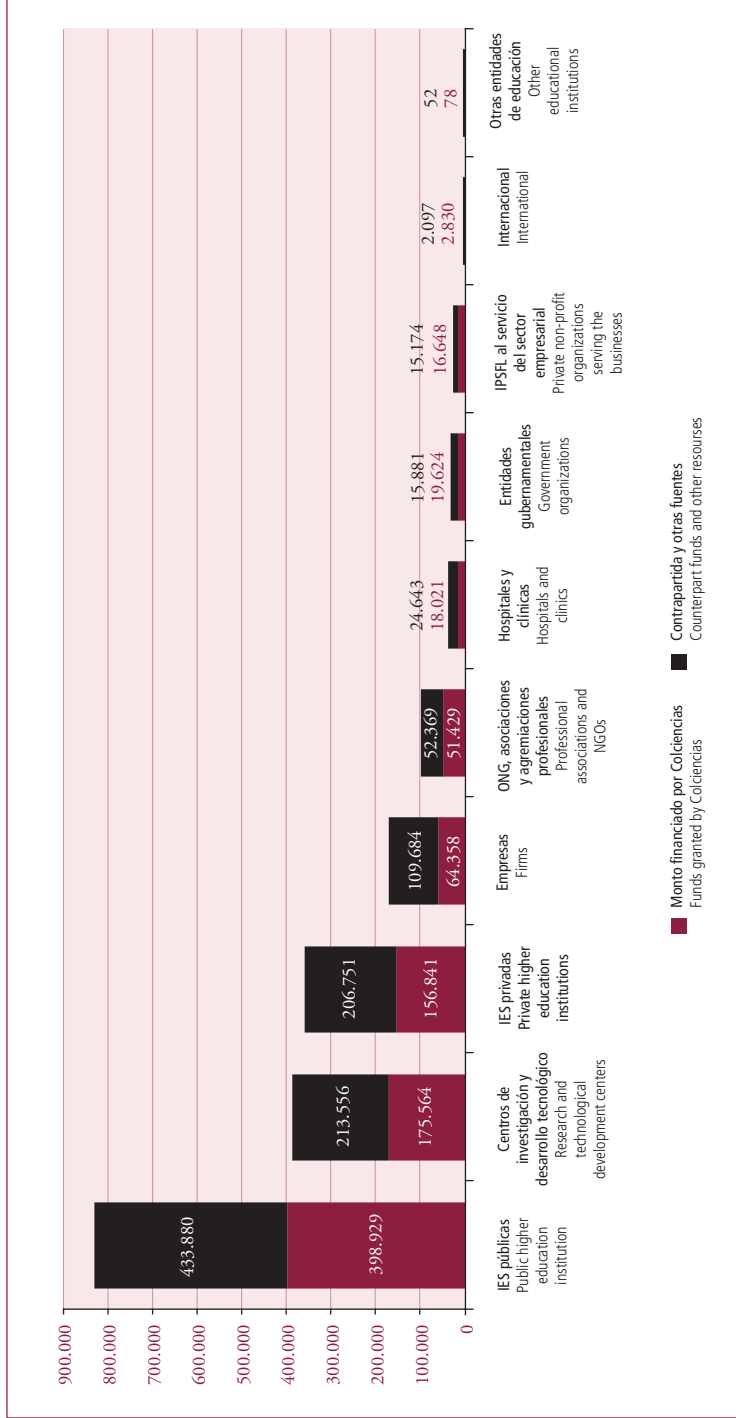 900.000
800.000
700.000
600.000
500.000
400.000
300.000
200.000
100.000
0
433.880
398.929
213.556
175.564
206.751
156.841
109.684
64.358
52.369
51.429
24.643
18.021
15.881
19.624
15.174
16.648
2.097
2.830
52
78
IES públicas
Public higher
education
institution
Centros de
investigación y
desarrollo tecnológico
Research and
technological
development centers
IES privadas
Private higher
education
institutions
Empresas
Firms
ONG, asociaciones
y agremiaciones
profesionales
Professional
associations and
NGOs
Hospitales y
clínicas
Hospitals and
clinics
Entidades
gubernamentales
Government
organizations
IPSFL al servicio
del sector
empresarial
Private non-profit
organizations
serving the
businesses
Internacional
International
Otras entidades
de educación
Other
educational
institutions
Monto financiado por Colciencias
Funds granted by Colciencias
Contrapartida y otras fuentes
Counterpart funds and other resourses